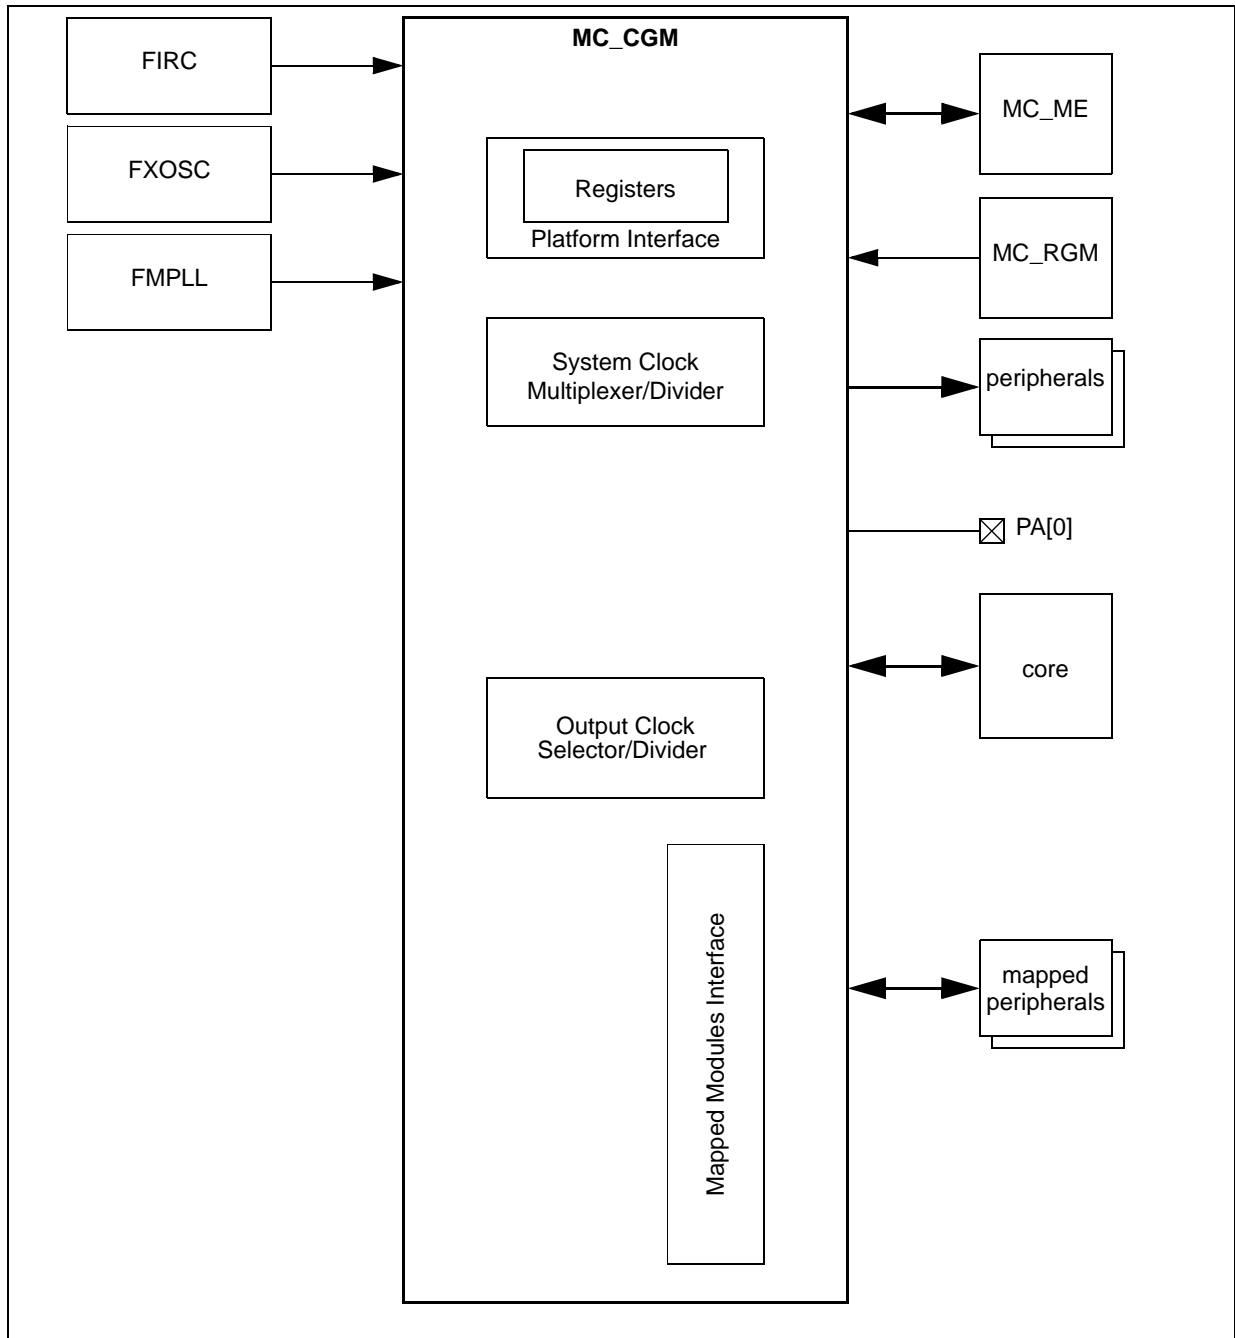 MC_CGM
FIRC
FXOSC
FMPLL
Registers
Platform Interface
System Clock
Multiplexer/Divider
Output Clock
Selector/Divider
Mapped Modules Interface
MC_ME
MC_RGM
peripherals
PA[0]
core
mapped
peripherals